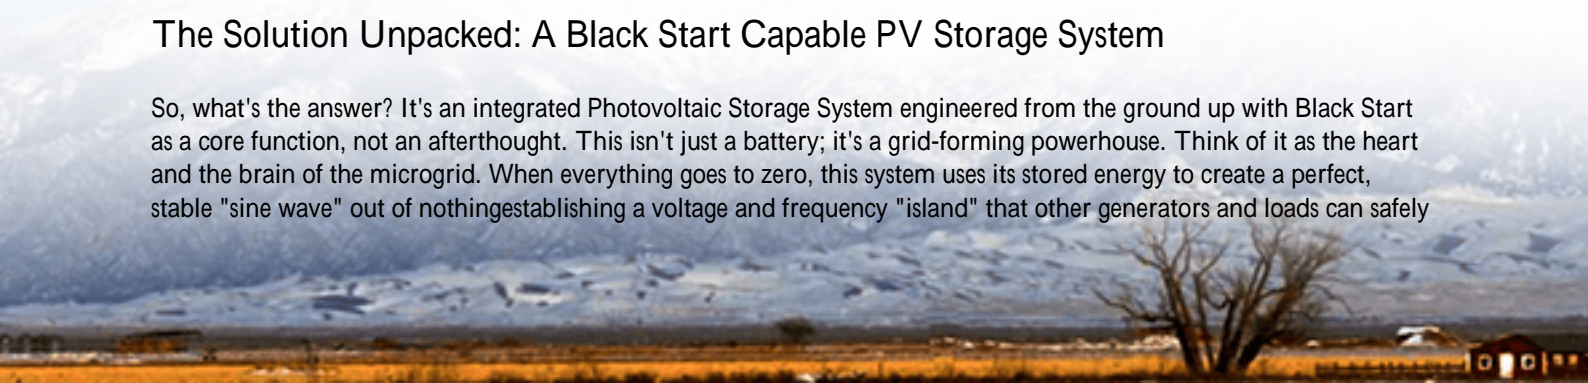 The Solution Unpacked: A Black Start Capable PV Storage System
So, what's the answer? It's an integrated Photovoltaic Storage System engineered from the ground up with Black Start
as a core function, not an afterthought. This isn't just a battery; it's a grid-forming powerhouse. Think of it as the heart
and the brain of the microgrid. When everything goes to zero, this system uses its stored energy to create a perfect,
stable "sine wave" out of nothingestablishing a voltage and frequency "island" that other generators and loads can safely